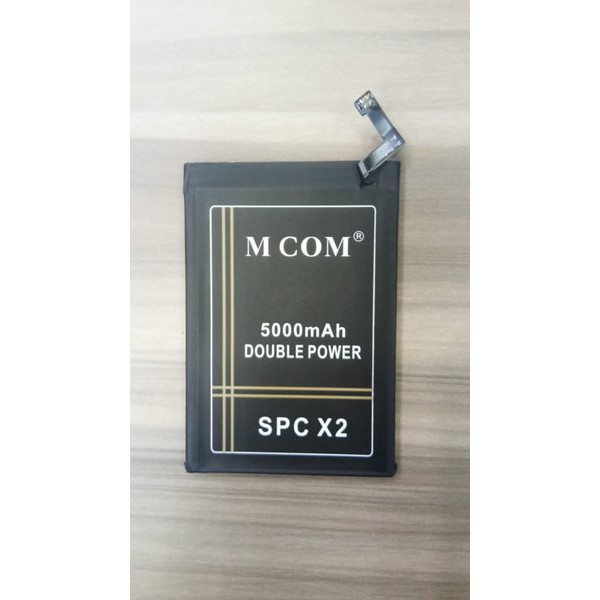 M COM®
5000mAh
DOUBLE POWER
SPC X2